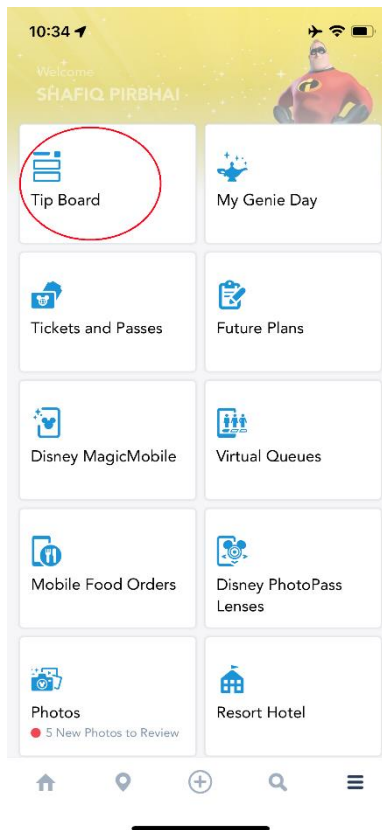 10:34
Welcome
SHAFIQ PIRBHAI
Tip Board
My Genie Day
Tickets and Passes
Future Plans
Disney MagicMobile
Virtual Queues
Mobile Food Orders
Disney PhotoPass
Lenses
Photos
5 New Photos to Review
Resort Hotel